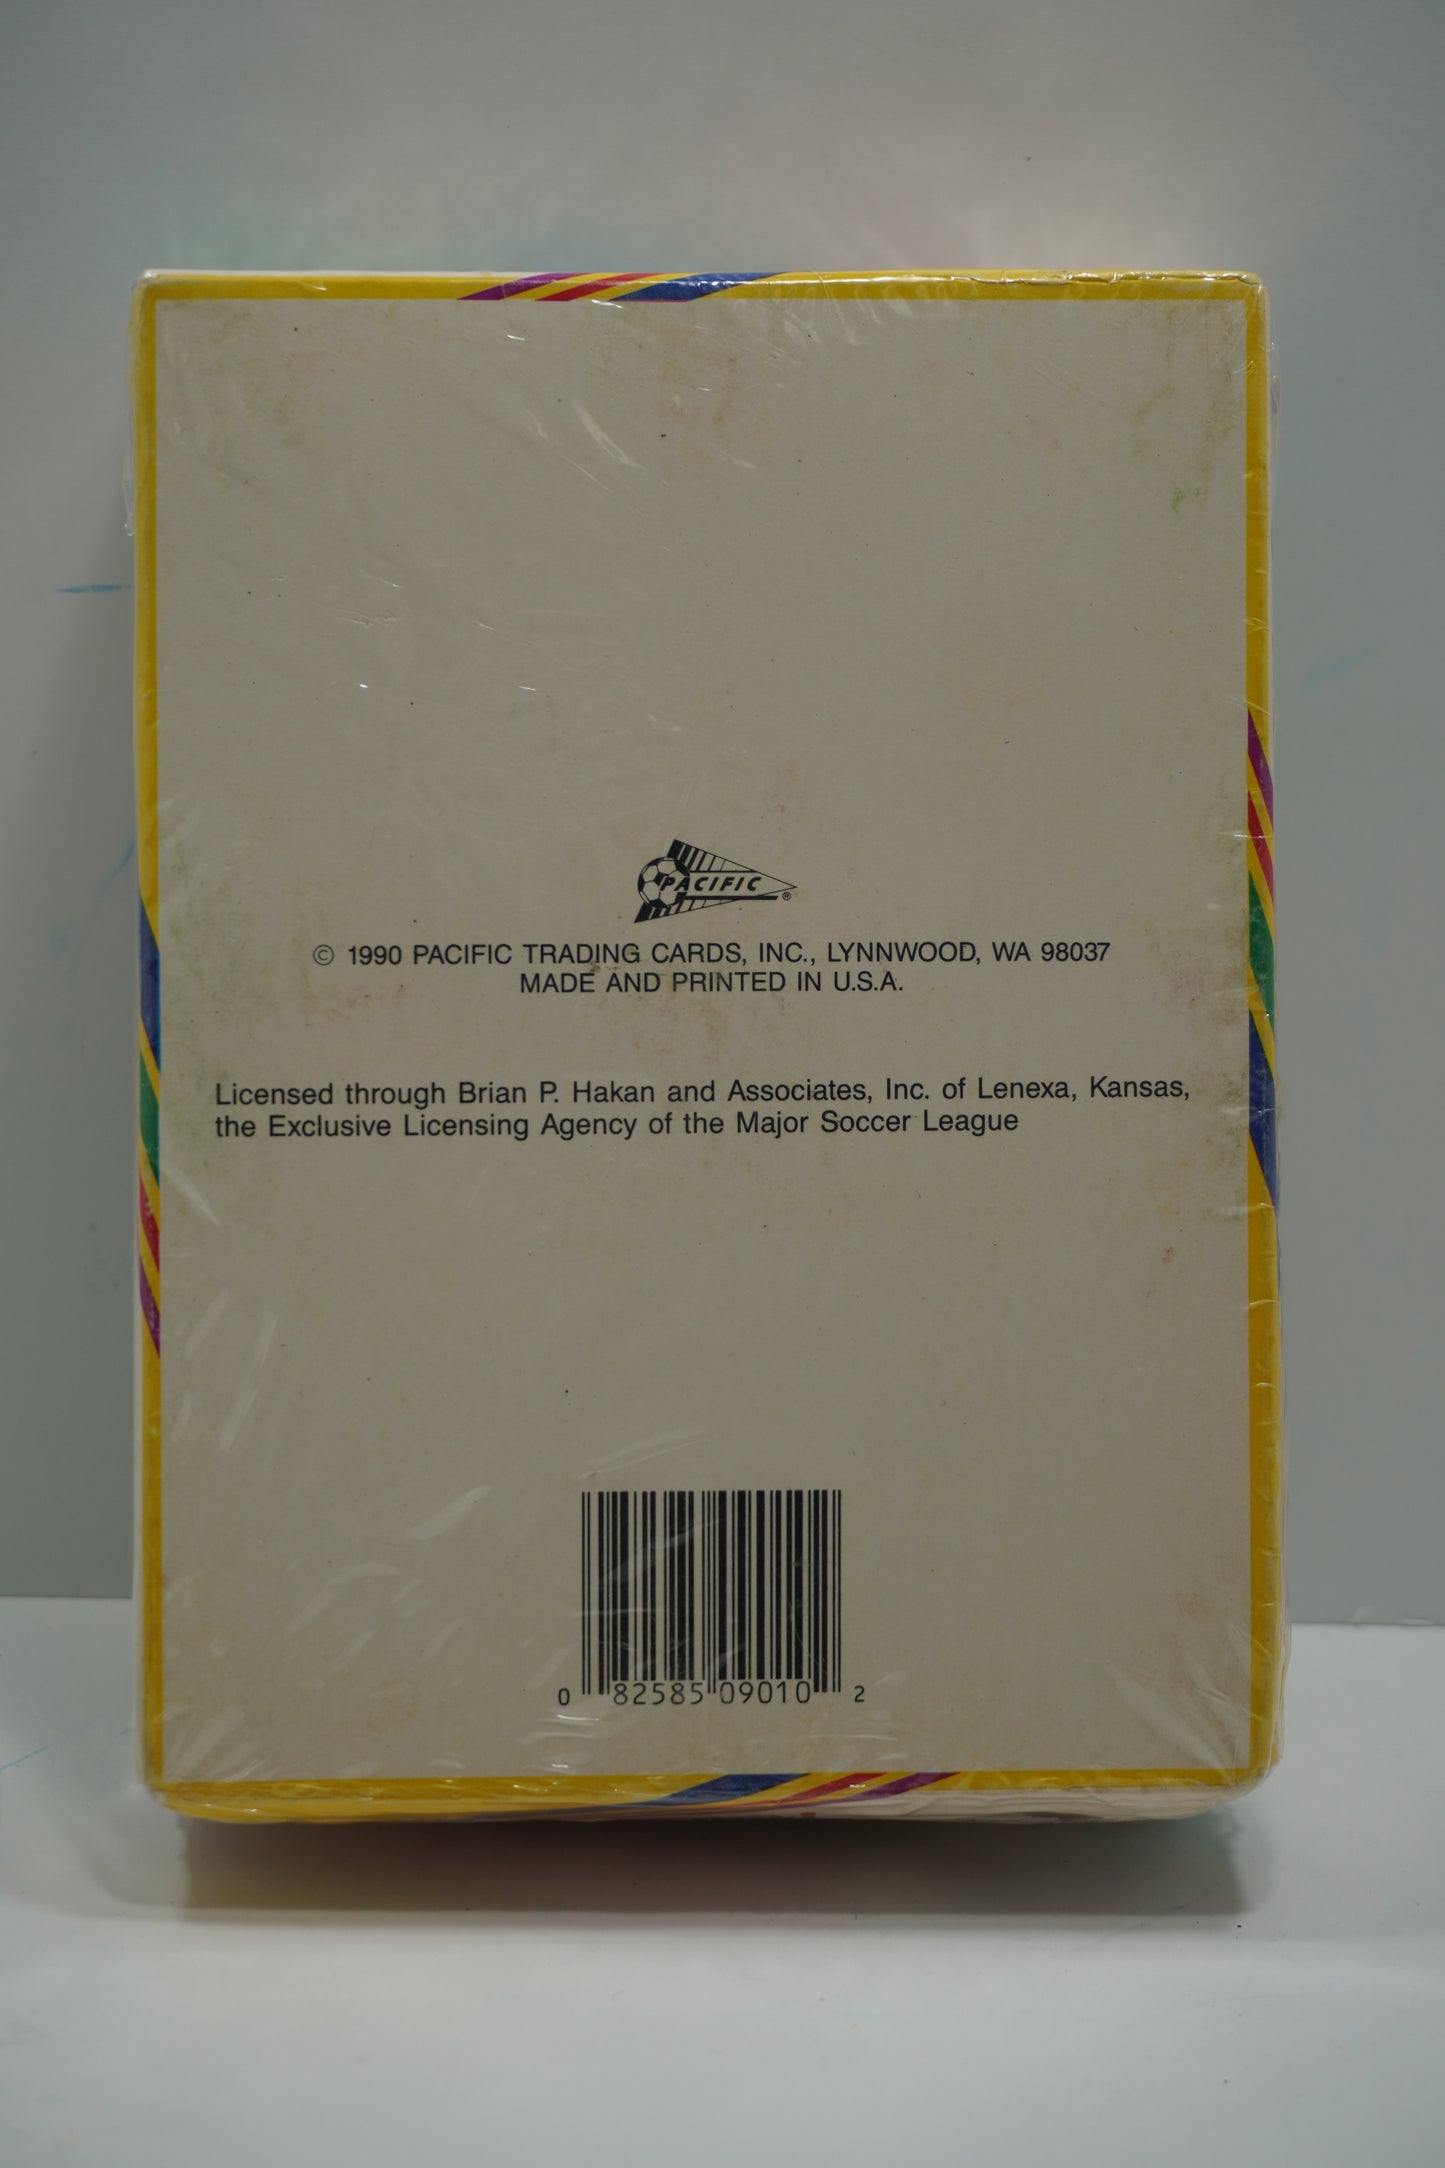 PACIFIC ®
© 1990 PACIFIC TRADING CARDS, INC., LYNNWOOD, WA 98037
MADE AND PRINTED IN U.S.A.
Licensed through Brian P. Hakan and Associates, Inc. of Lenexa, Kansas,
the Exclusive Licensing Agency of the Major Soccer League
0 82585 09010 2